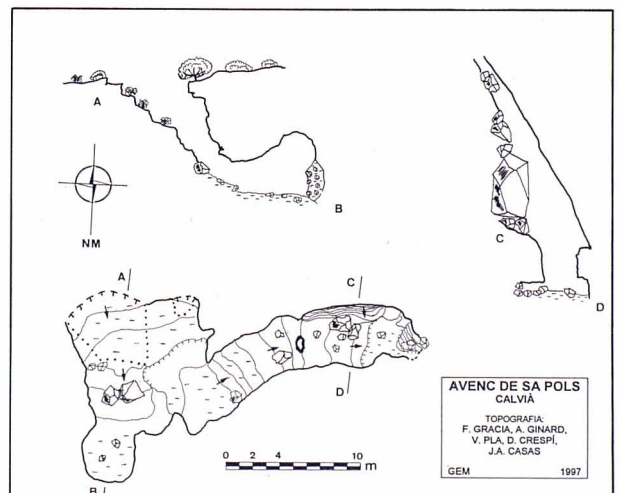 A
B
NM
C
D
A
B
C
D
0 2 4 10
m
AVENC DE SA POLS
CALVIÀ
TOPOGRAFIA:
F. GRACIA, A. GINARD,
V. PLA, D. CRESPÍ,
J.A. CASAS
GEM 1997